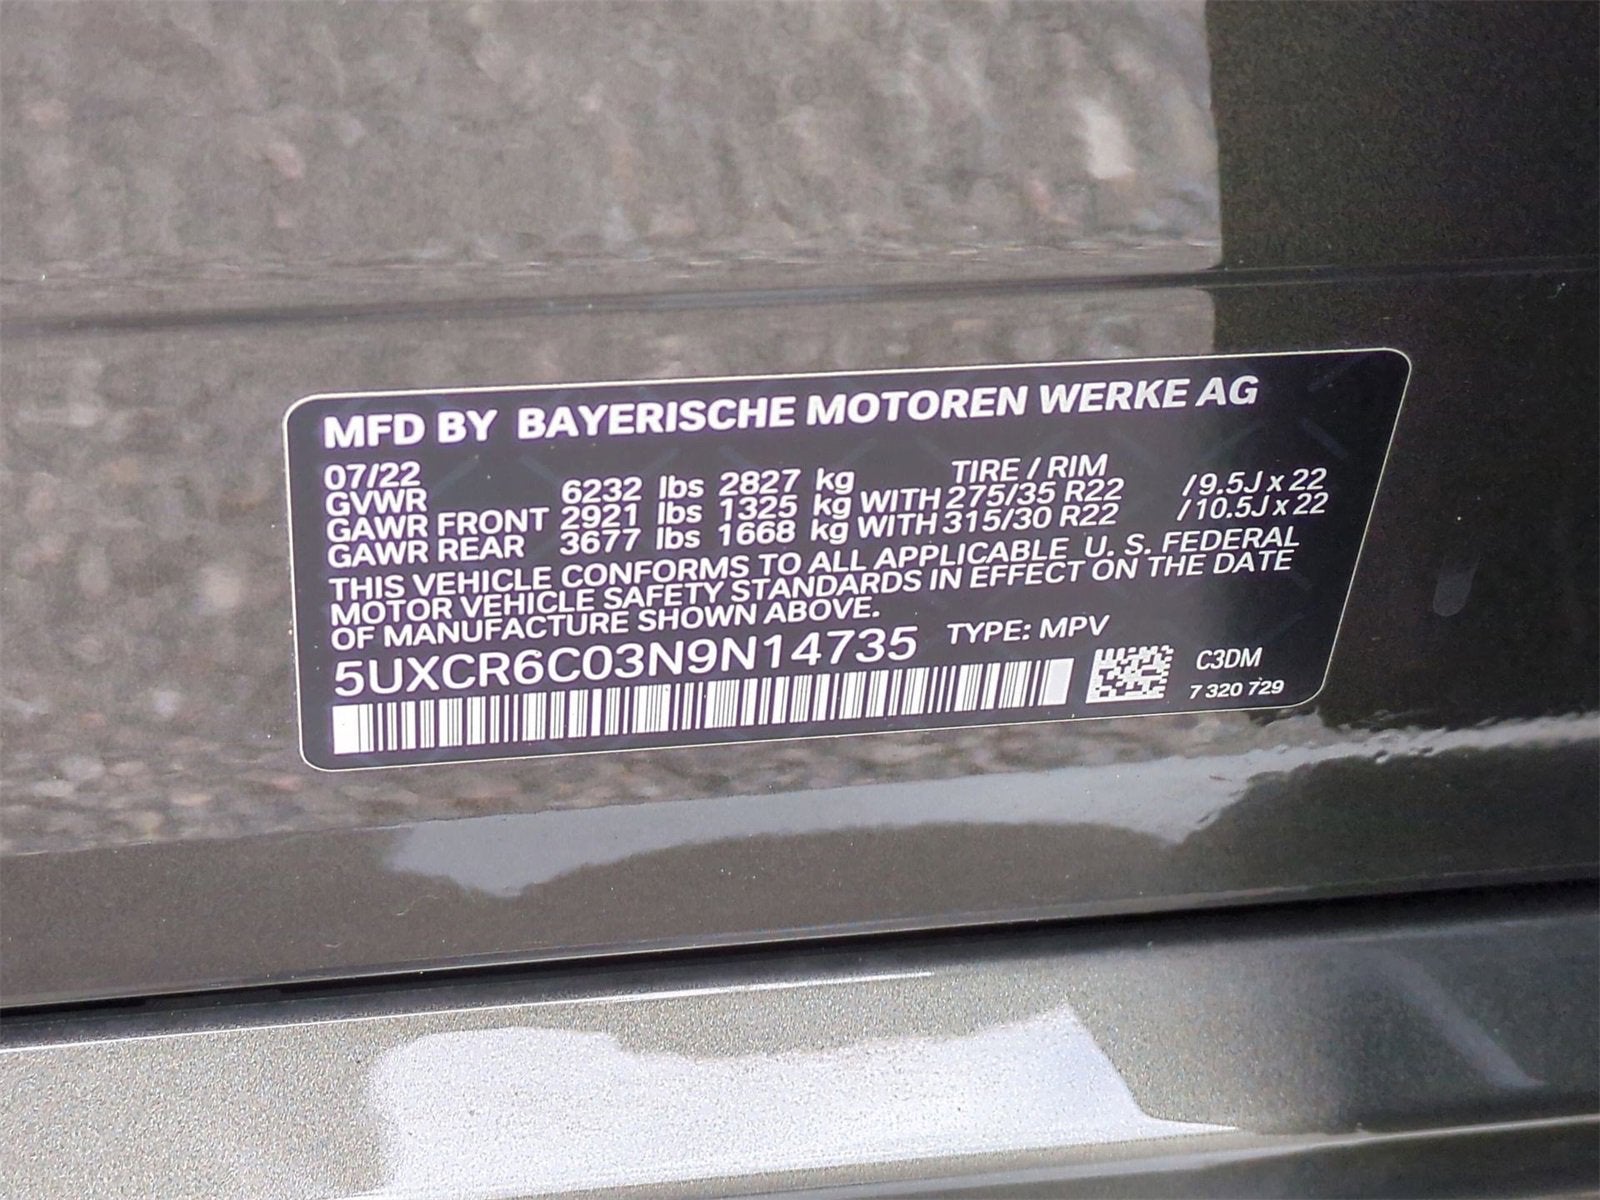 MFD BY BAYERISCHE MOTOREN WERKE AG
07/22 TIRE / RIM
GVWR 6232 lbs 2827 kg
GAWR FRONT 2921 lbs 1325 kg WITH 275/35 R22 / 9.5J x 22
GAWR REAR 3677 lbs 1668 kg WITH 315/30 R22 / 10.5J x 22
THIS VEHICLE CONFORMS TO ALL APPLICABLE U. S. FEDERAL
MOTOR VEHICLE SAFETY STANDARDS IN EFFECT ON THE DATE
OF MANUFACTURE SHOWN ABOVE.
5UXCR6C03N9N14735 TYPE: MPV
C3DM
7 320 729